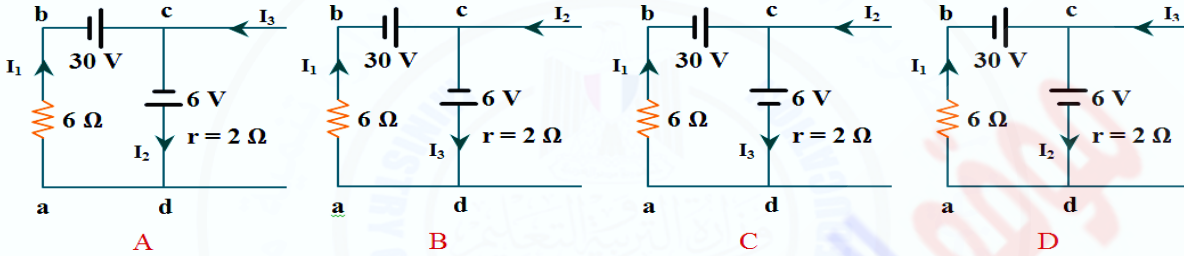 b c I₃
I₁ 30 V
6 V
6 Ω
I₂ r = 2 Ω
a d
A
b c I₂
I₁ 30 V
6 V
6 Ω
I₃ r = 2 Ω
a d
B
b c I₂
I₁ 30 V
6 V
6 Ω
I₃ r = 2 Ω
a d
C
b c I₃
I₁ 30 V
6 V
6 Ω
I₂ r = 2 Ω
a d
D